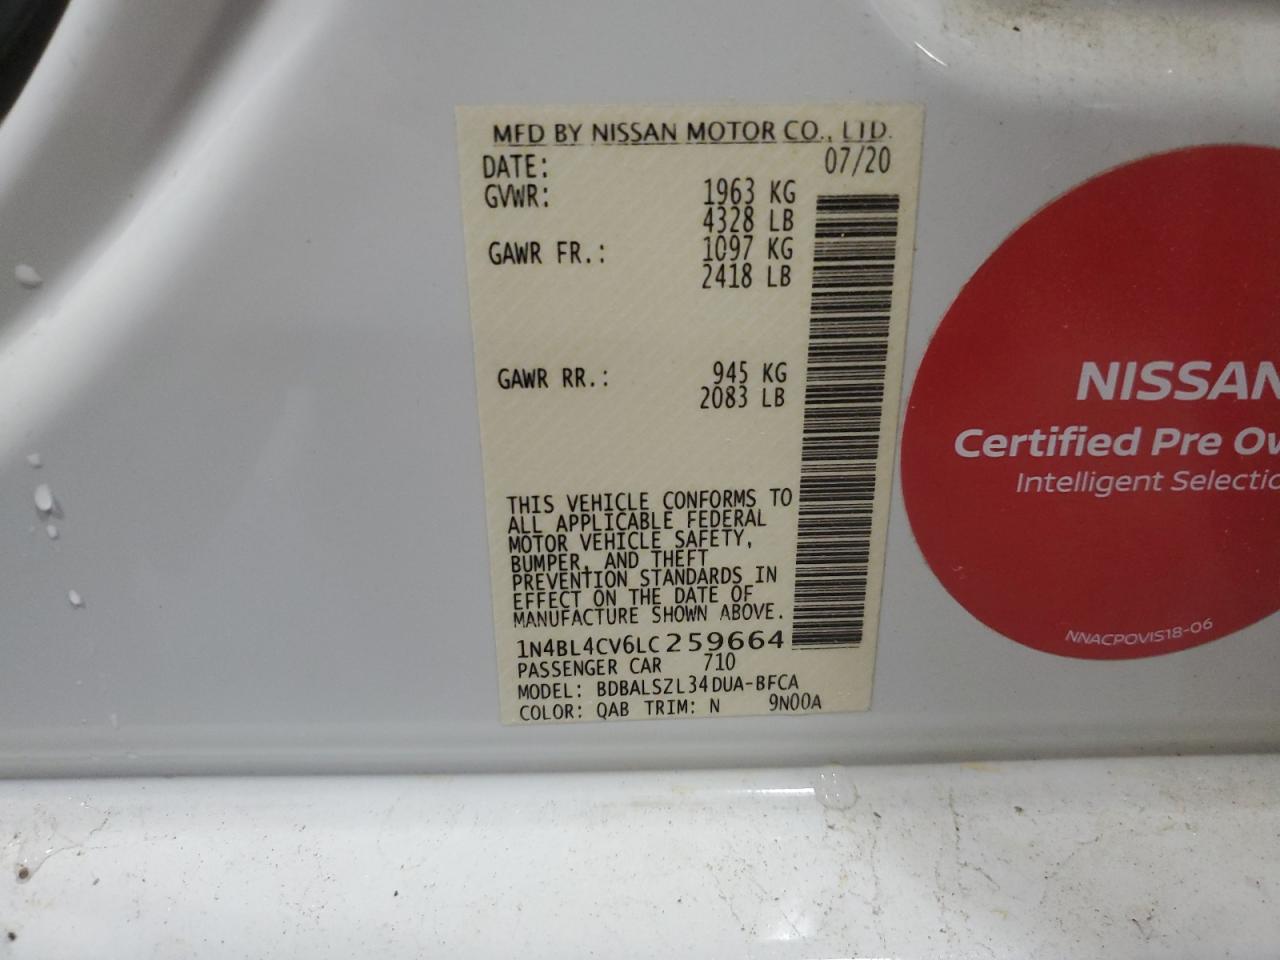 MFD BY NISSAN MOTOR CO., LTD.
DATE: 07/20
GVWR: 1963 KG
4328 LB
GAWR FR.: 1097 KG
2418 LB
GAWR RR.: 945 KG
2083 LB
THIS VEHICLE CONFORMS TO
ALL APPLICABLE FEDERAL
MOTOR VEHICLE SAFETY,
BUMPER, AND THEFT
PREVENTION STANDARDS IN
EFFECT ON THE DATE OF
MANUFACTURE SHOWN ABOVE.
1N4BL4CV6LC259664
PASSENGER CAR 710
MODEL: BDBALSZL34DUA-BFCA
COLOR: QAB TRIM: N 9N00A
NISSAN
Certified Pre Ow
Intelligent Selectio
NNACPOVIS18-06